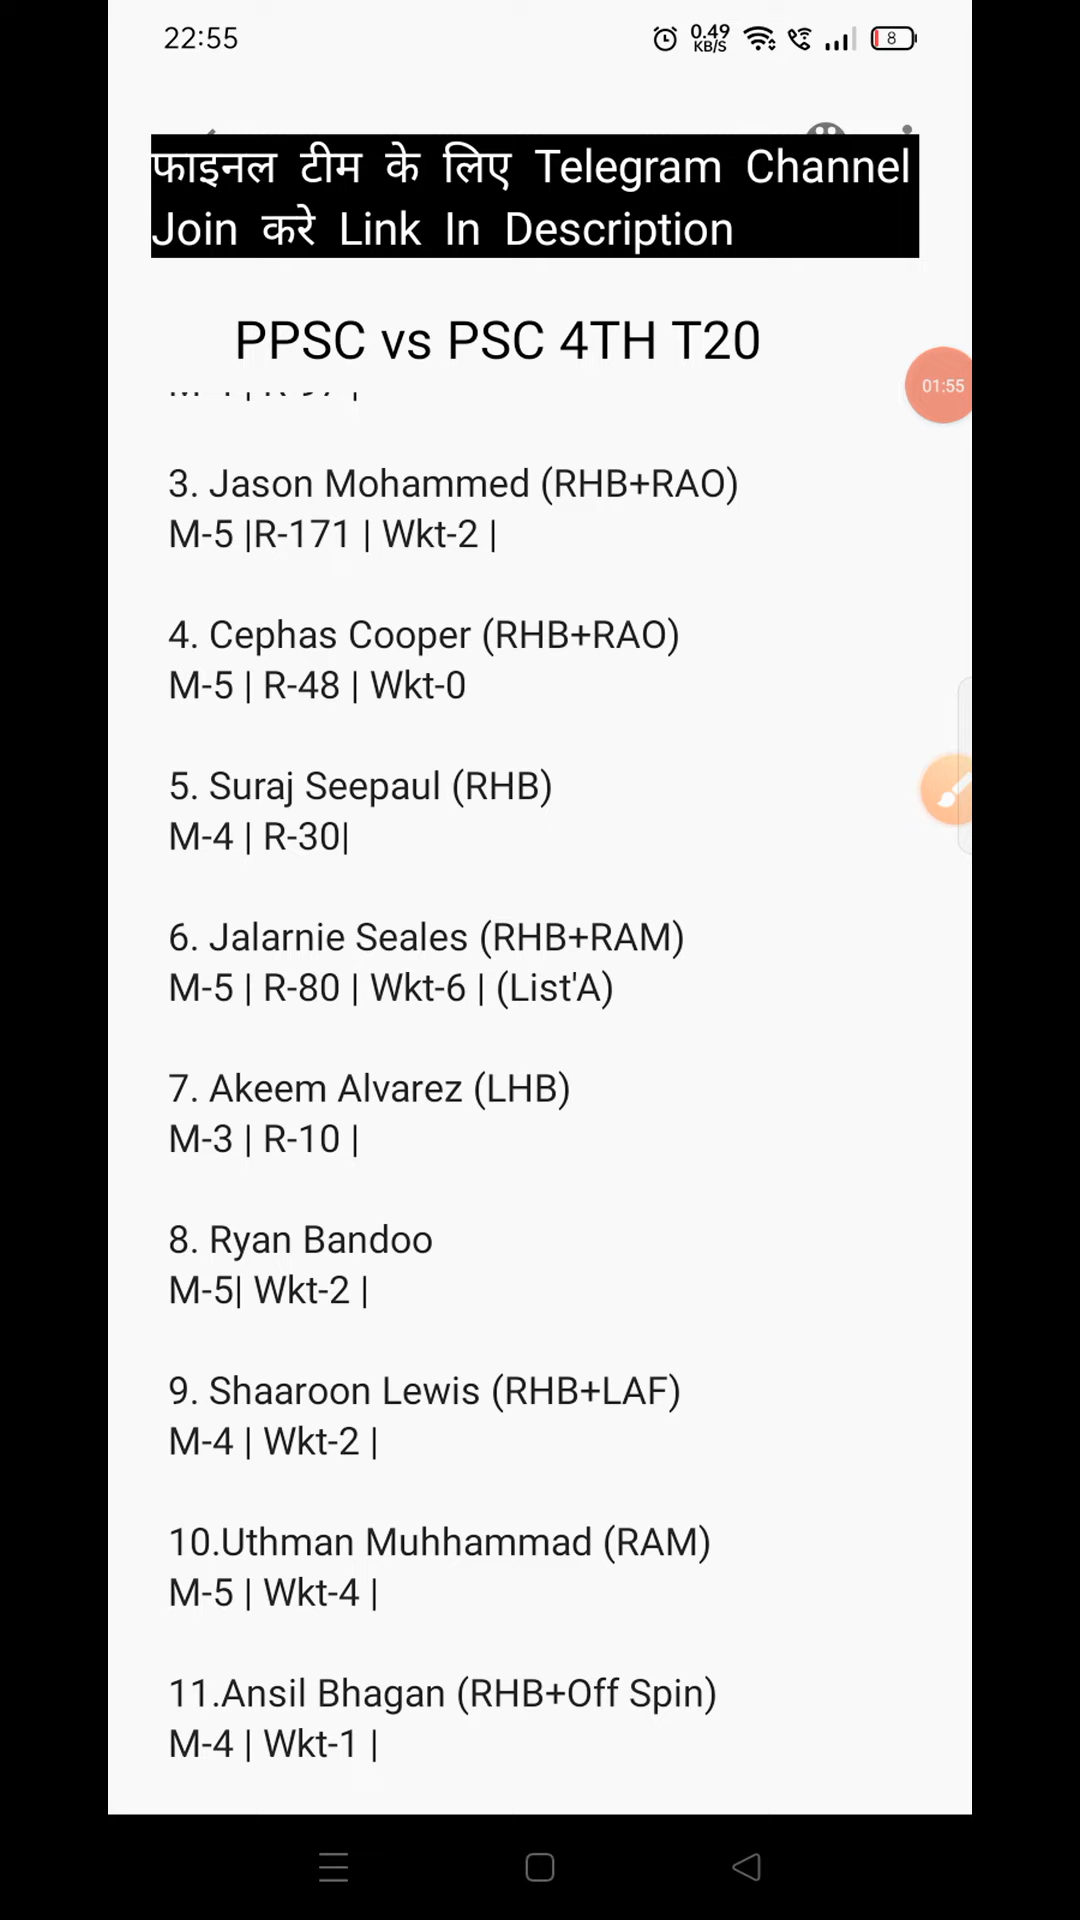 22:55
0.49
KB/S
8
फाइनल टीम के लिए Telegram Channel
Join करे Link In Description
PPSC vs PSC 4TH T20
01:55
3. Jason Mohammed (RHB+RAO)
M-5 |R-171 | Wkt-2 |
4. Cephas Cooper (RHB+RAO)
M-5 | R-48 | Wkt-0
5. Suraj Seepaul (RHB)
M-4 | R-30|
6. Jalarnie Seales (RHB+RAM)
M-5 | R-80 | Wkt-6 | (List'A)
7. Akeem Alvarez (LHB)
M-3 | R-10 |
8. Ryan Bandoo
M-5| Wkt-2 |
9. Shaaroon Lewis (RHB+LAF)
M-4 | Wkt-2 |
10.Uthman Muhhammad (RAM)
M-5 | Wkt-4 |
11.Ansil Bhagan (RHB+Off Spin)
M-4 | Wkt-1 |